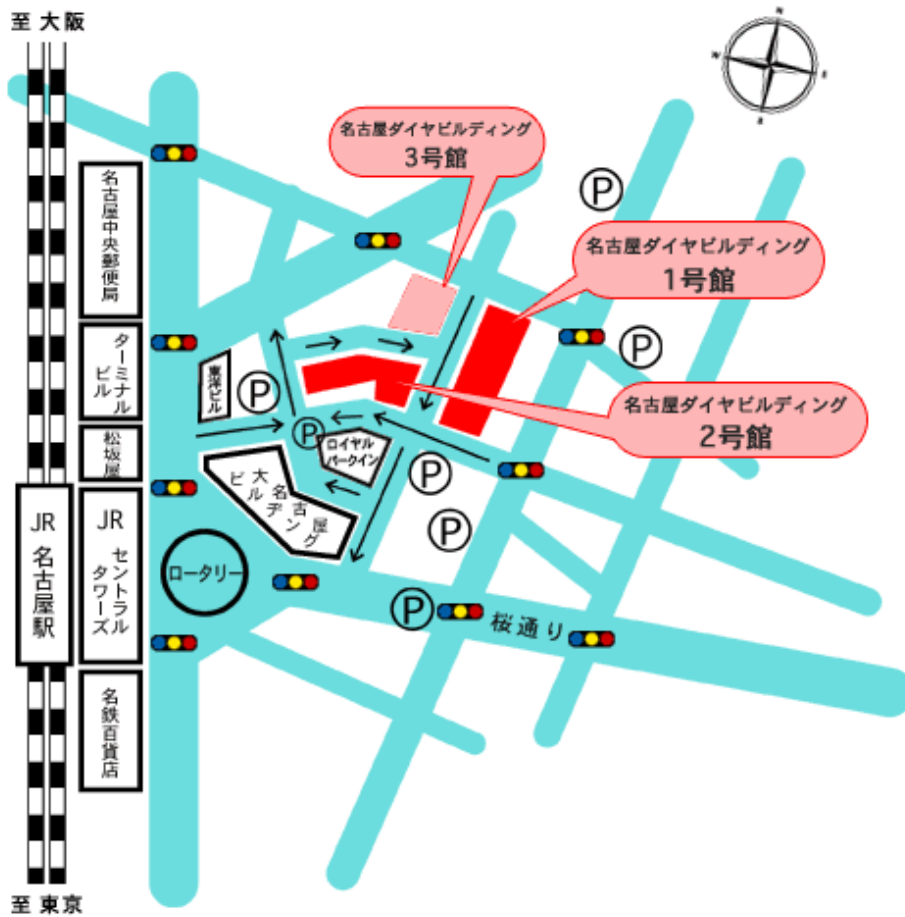 至 大阪
N
W
E
S
名古屋ダイヤビルディング
3号館
名古屋中央郵便局
名古屋ダイヤビルディング
1号館
ターミナル
ビル
東洋ビル
P
P
P
P
P
P
P
名古屋ダイヤビルディング
2号館
松坂屋
ロイヤル
パークイン
大名古屋
ビルヂング
JR
名古屋駅
JR
セントラル
タワーズ
ロータリー
桜通り
名鉄百貨店
至 東京